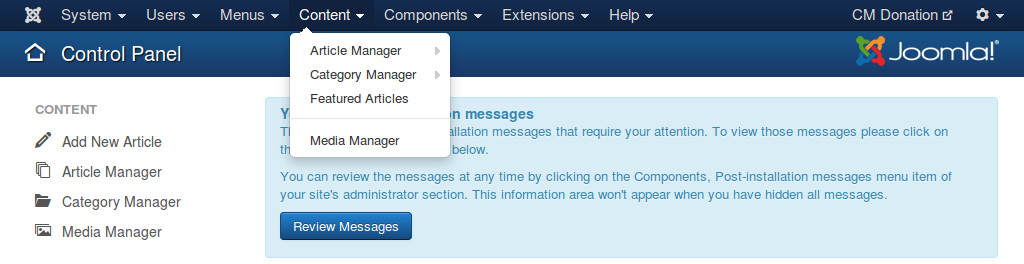 System Users Menus Content Components Extensions Help CM Donation
Control Panel
Joomla!
Article Manager
Category Manager
Featured Articles
Media Manager
CONTENT
Add New Article
Article Manager
Category Manager
Media Manager
on messages
allation messages that require your attention. To view those messages please click on
below.
You can review the messages at any time by clicking on the Components, Post-installation messages menu item of
your site's administrator section. This information area won't appear when you have hidden all messages.
Review Messages